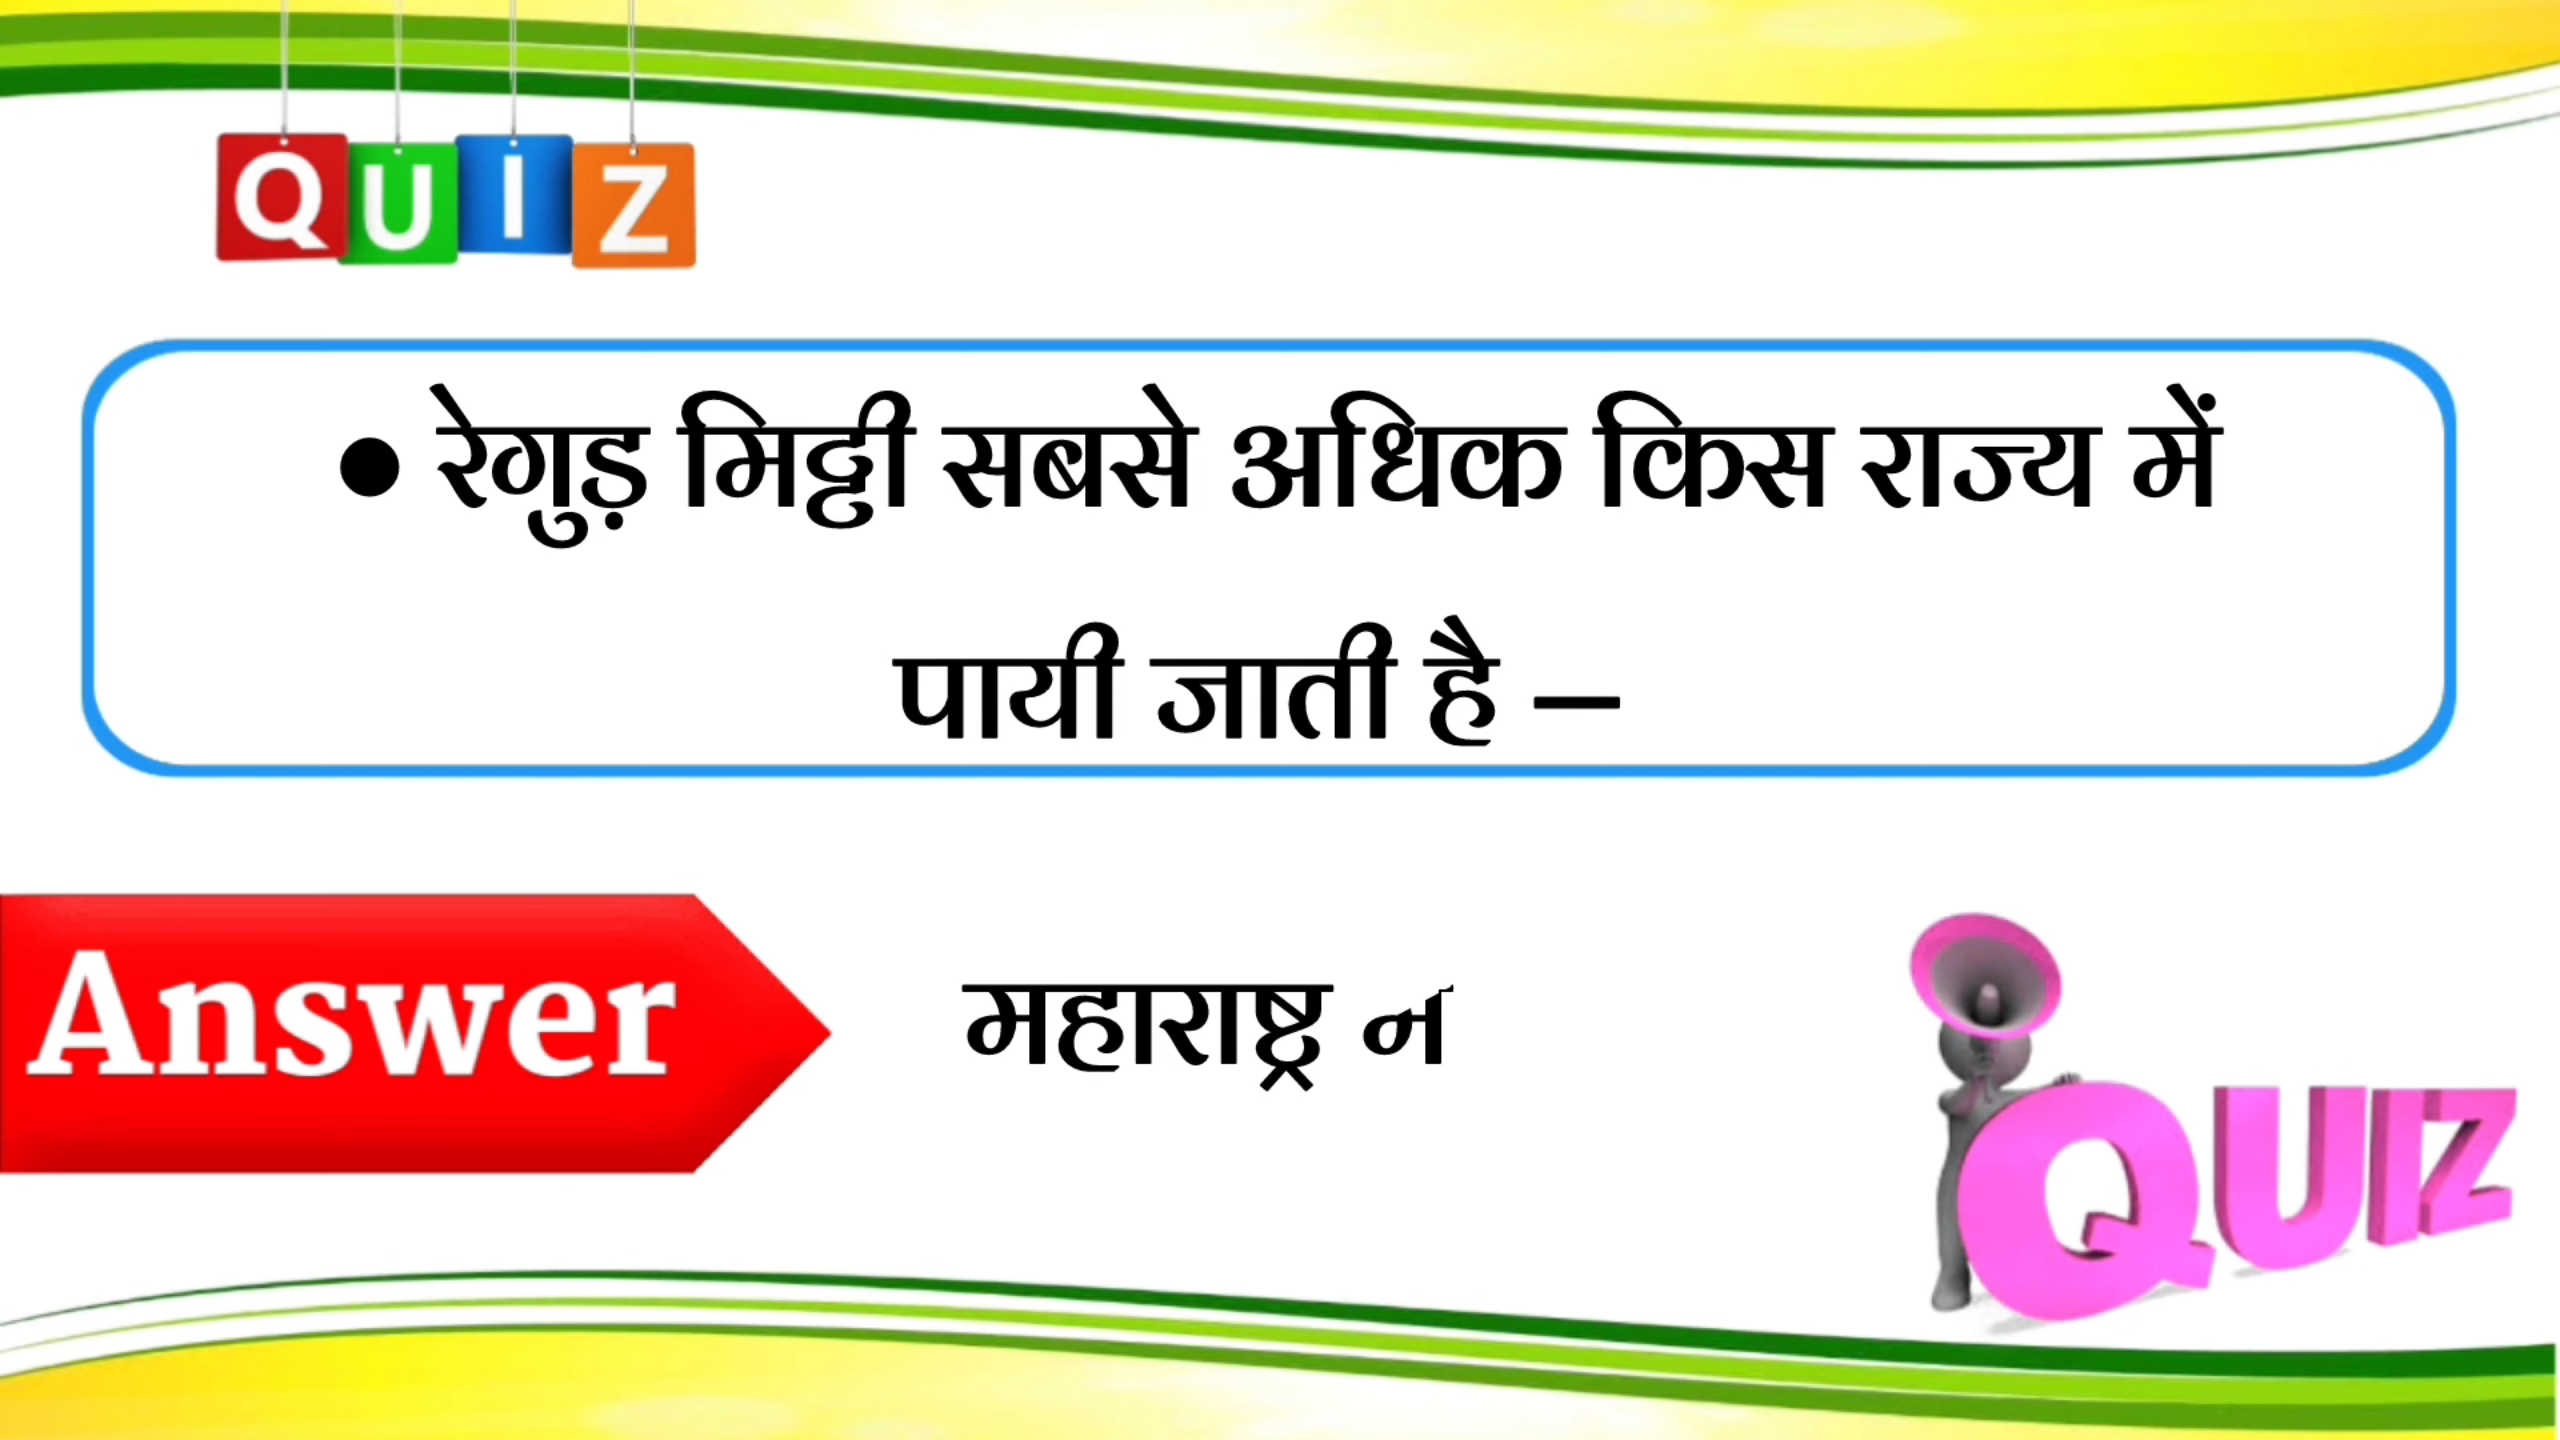 QUIZ
• रेगुड़ मिट्टी सबसे अधिक किस राज्य में
पायी जाती है –
Answer
महाराष्ट्र
QUIZ